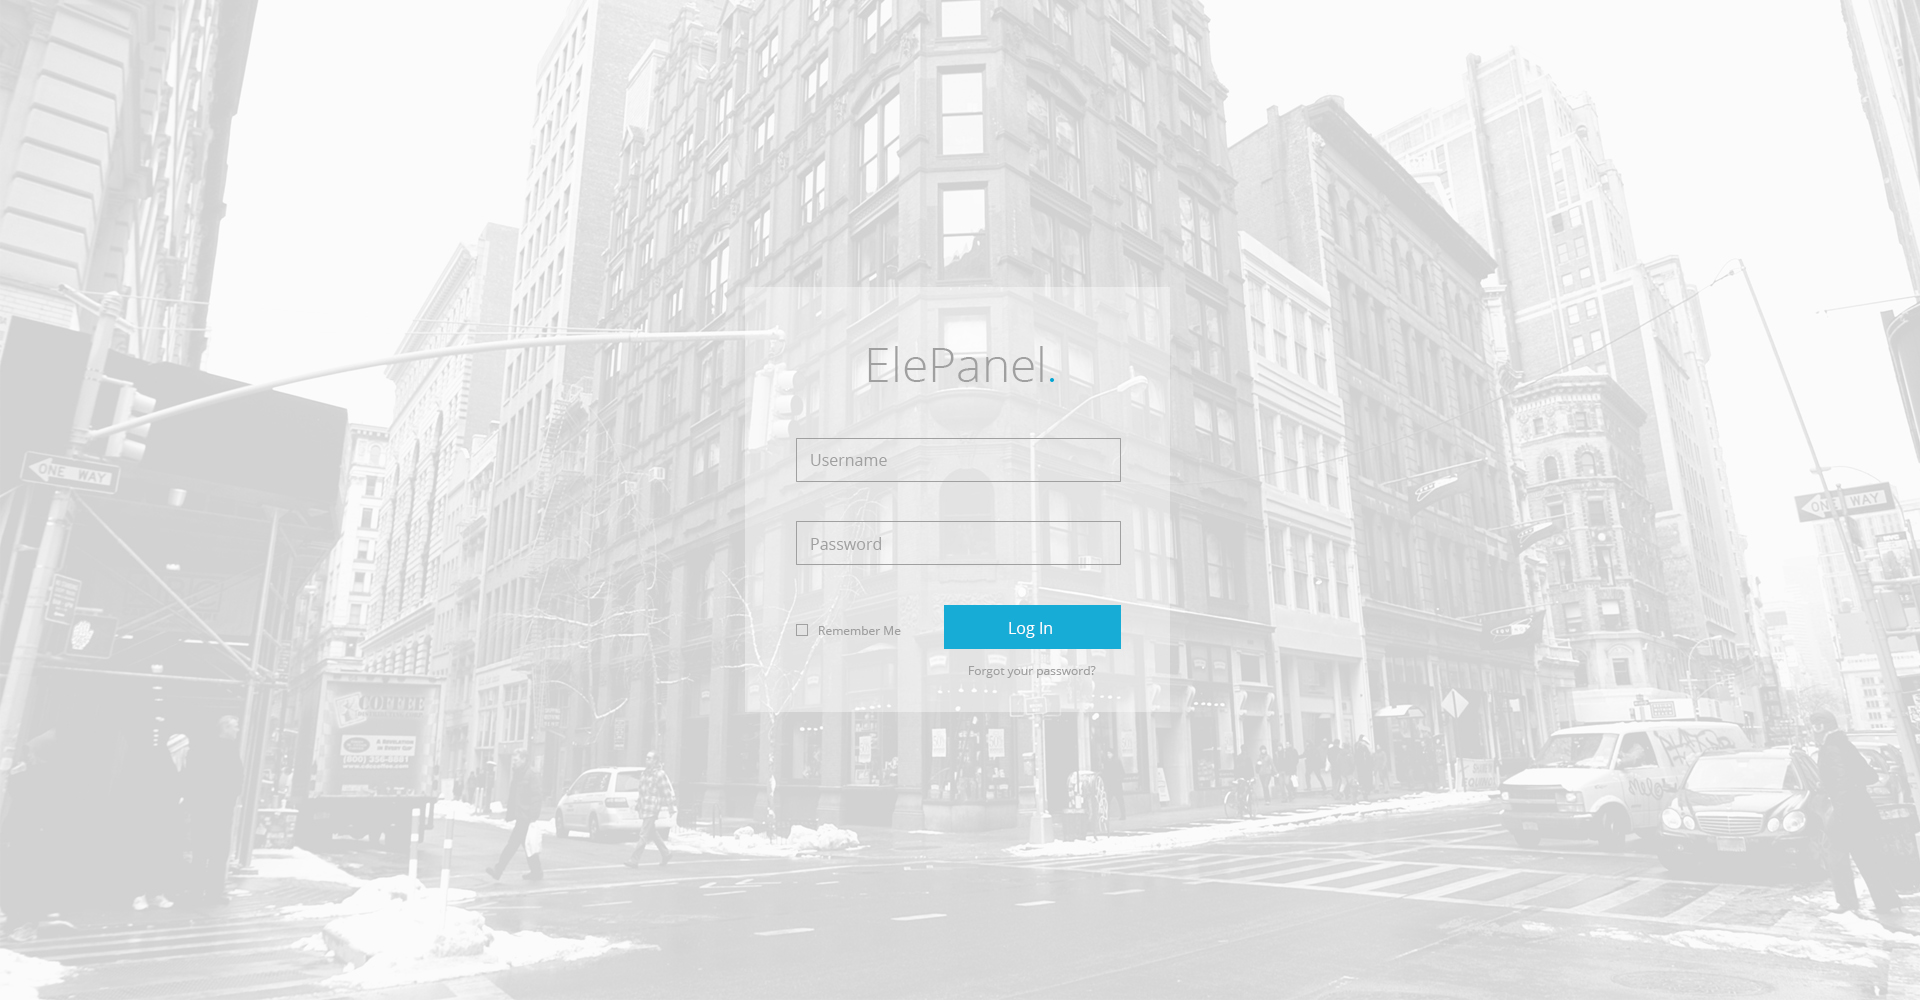 ElePanel.
Username
Password
Remember Me
Log In
Forgot your password?
ONE WAY
ONE WAY
COFFEE